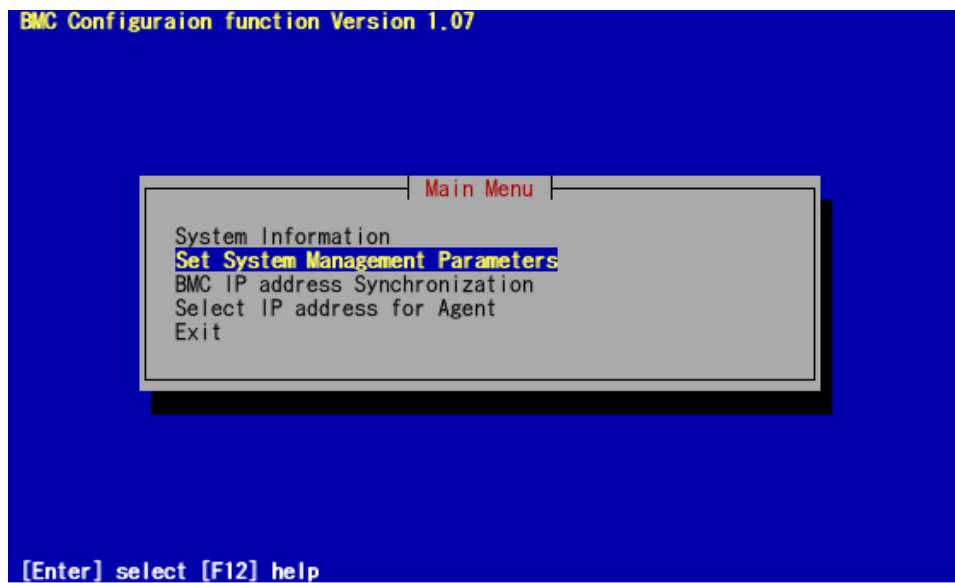 BMC Configuraion function Version 1.07
Main Menu
System Information
Set System Management Parameters
BMC IP address Synchronization
Select IP address for Agent
Exit
[Enter] select [F12] help